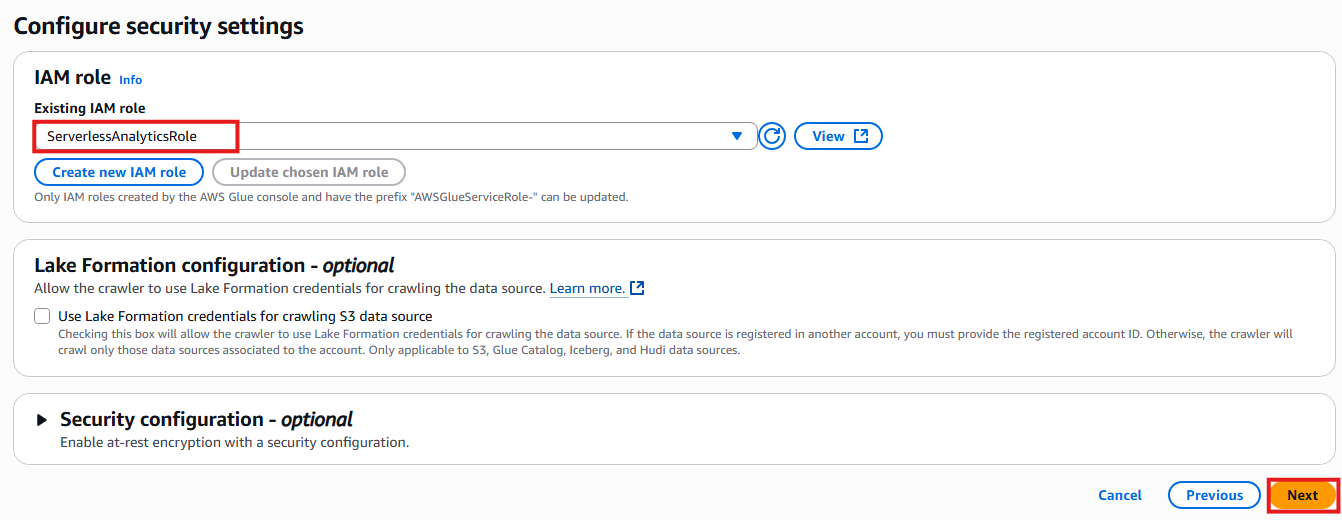 Configure security settings
IAM role Info
Existing IAM role
ServerlessAnalyticsRole
View
Create new IAM role Update chosen IAM role
Only IAM roles created by the AWS Glue console and have the prefix "AWSGlueServiceRole-" can be updated.
Lake Formation configuration - optional
Allow the crawler to use Lake Formation credentials for crawling the data source. Learn more.
Use Lake Formation credentials for crawling S3 data source
Checking this box will allow the crawler to use Lake Formation credentials for crawling the data source. If the data source is registered in another account, you must provide the registered account ID. Otherwise, the crawler will
crawl only those data sources associated to the account. Only applicable to S3, Glue Catalog, Iceberg, and Hudi data sources.
Security configuration - optional
Enable at-rest encryption with a security configuration.
Cancel Previous Next